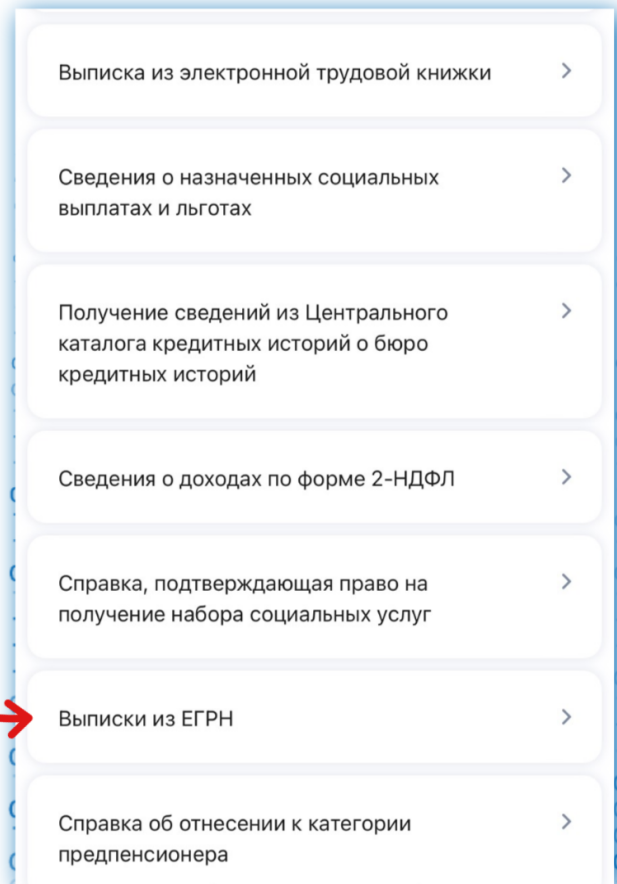 Выписка из электронной трудовой книжки
Сведения о назначенных социальных
выплатах и льготах
Получение сведений из Центрального
каталога кредитных историй о бюро
кредитных историй
Сведения о доходах по форме 2-НДФЛ
Справка, подтверждающая право на
получение набора социальных услуг
Выписки из ЕГРН
Справка об отнесении к категории
предпенсионера